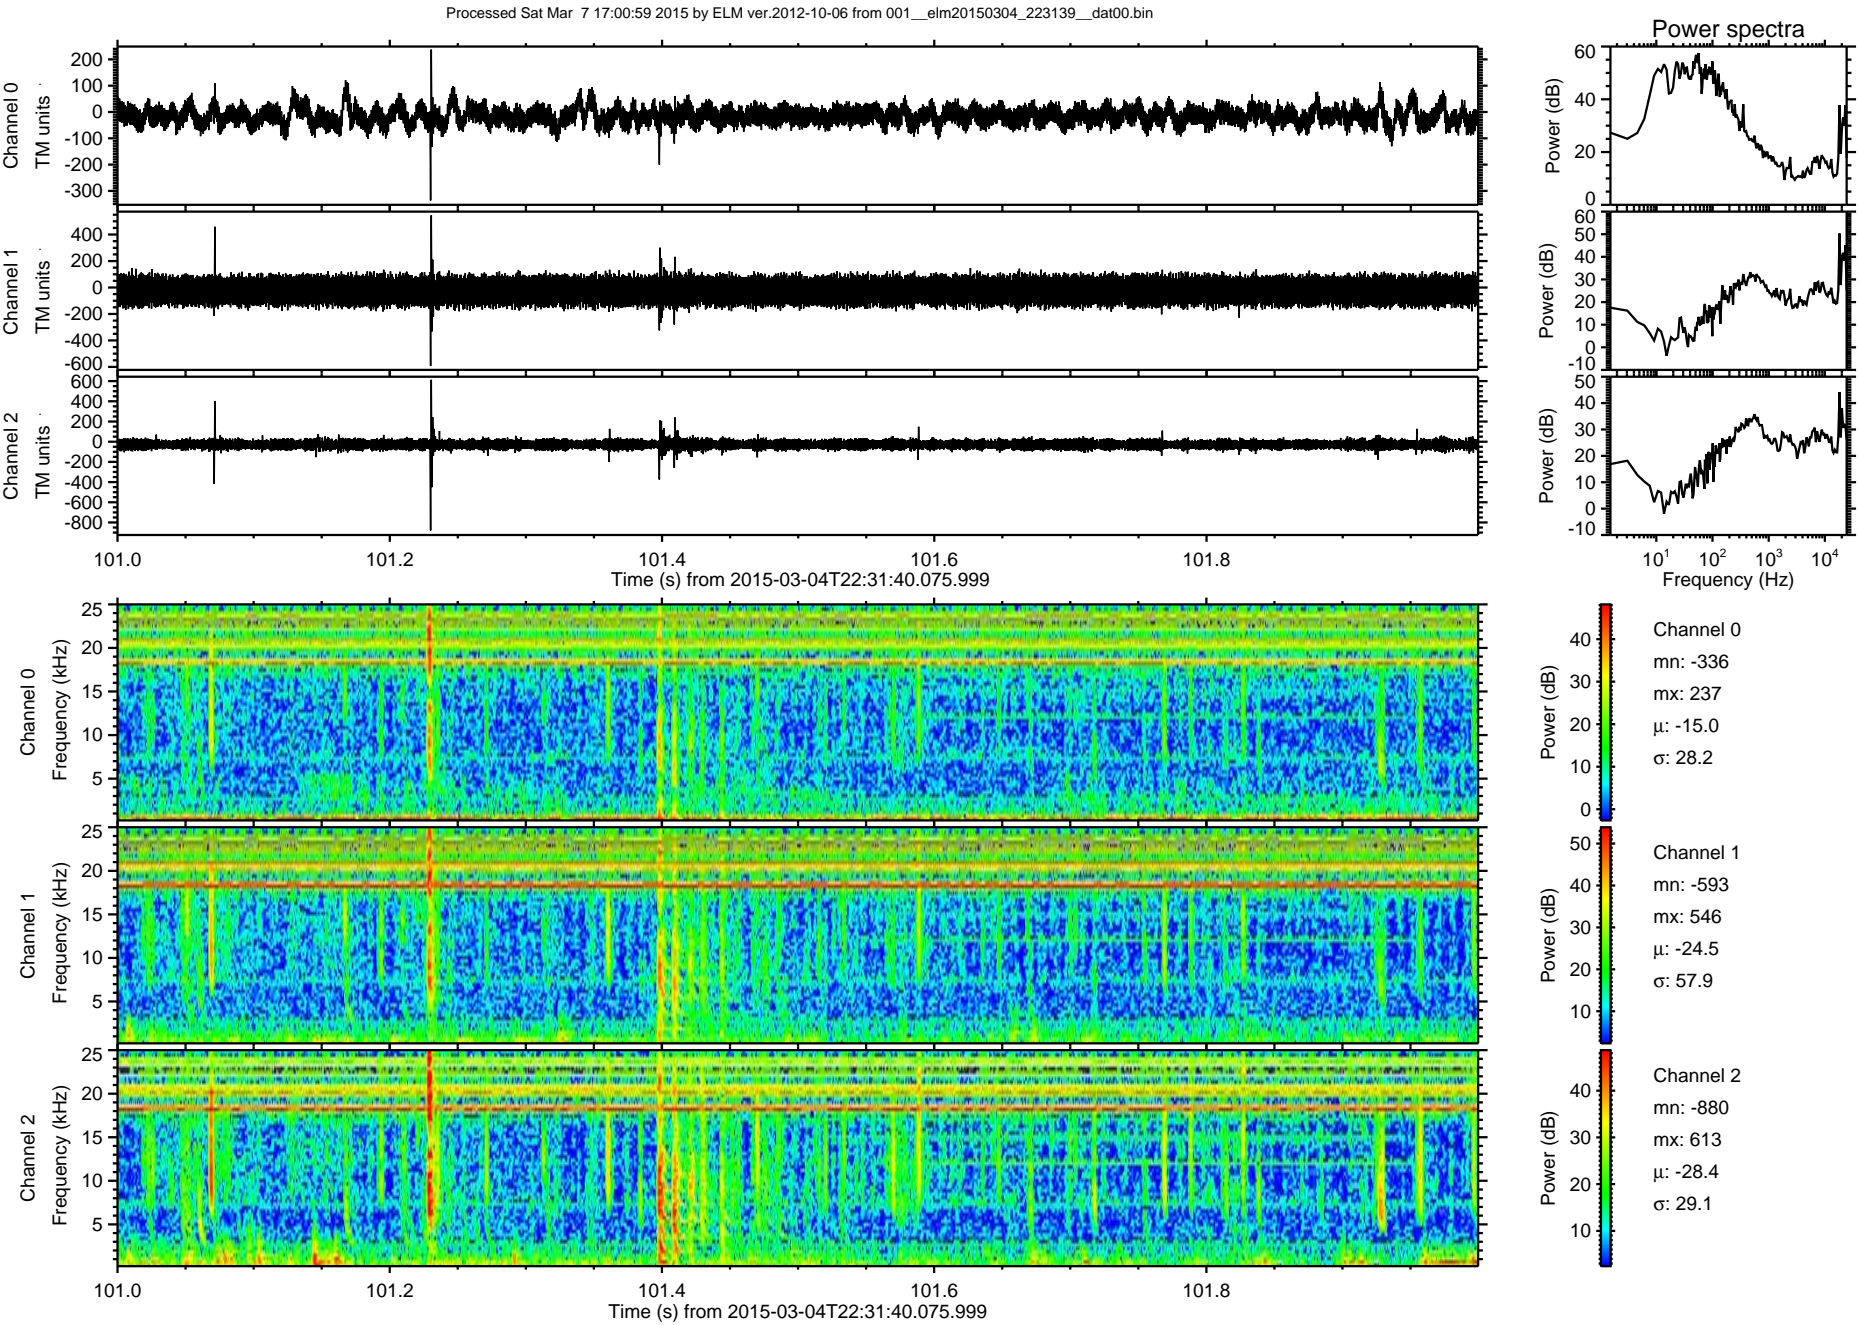 Processed Sat Mar  7 17:00:59 2015 by ELM ver.2012-10-06 from 001__elm20150304_223139__dat00.bin
Power spectra
Channel 0
TM units
200
100
0
-100
-200
-300
Power (dB)
60
40
20
0
Channel 1
TM units
400
200
0
-200
-400
-600
Power (dB)
60
50
40
30
20
10
0
-10
Channel 2
TM units
600
400
200
0
-200
-400
-600
-800
Power (dB)
50
40
30
20
10
0
-10
101.0 101.2 101.4 101.6 101.8
Time (s) from 2015-03-04T22:31:40.075.999
10^1 10^2 10^3 10^4
Frequency (Hz)
Channel 0
Frequency (kHz)
25
20
15
10
5
Power (dB)
40
30
20
10
0
Channel 0
mn: -336
mx: 237
μ: -15.0
σ: 28.2
Channel 1
Frequency (kHz)
25
20
15
10
5
Power (dB)
50
40
30
20
10
Channel 1
mn: -593
mx: 546
μ: -24.5
σ: 57.9
Channel 2
Frequency (kHz)
25
20
15
10
5
Power (dB)
40
30
20
10
Channel 2
mn: -880
mx: 613
μ: -28.4
σ: 29.1
101.0 101.2 101.4 101.6 101.8
Time (s) from 2015-03-04T22:31:40.075.999